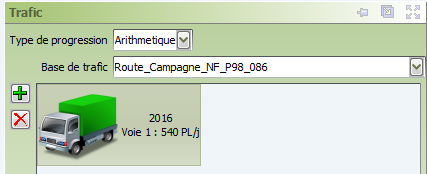 Trafic
Type de progression Arithmetique
Base de trafic Route_Campagne_NF_P98_086
2016
Voie 1 : 540 PL/j